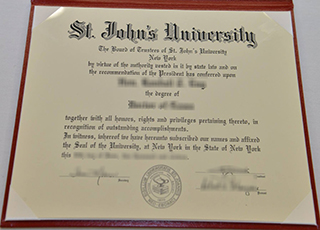 St. John's University
The Board of Trustees of St. John's University
New York
by virtue of the authority vested in it by state law and on
the recommendation of the President has conferred upon
the degree of
together with all honors, rights and privileges pertaining thereto, in
recognition of outstanding accomplishments.
In witness, whereof we have hereunto subscribed our names and affixed
the Seal of the University, at New York in the State of New York
this